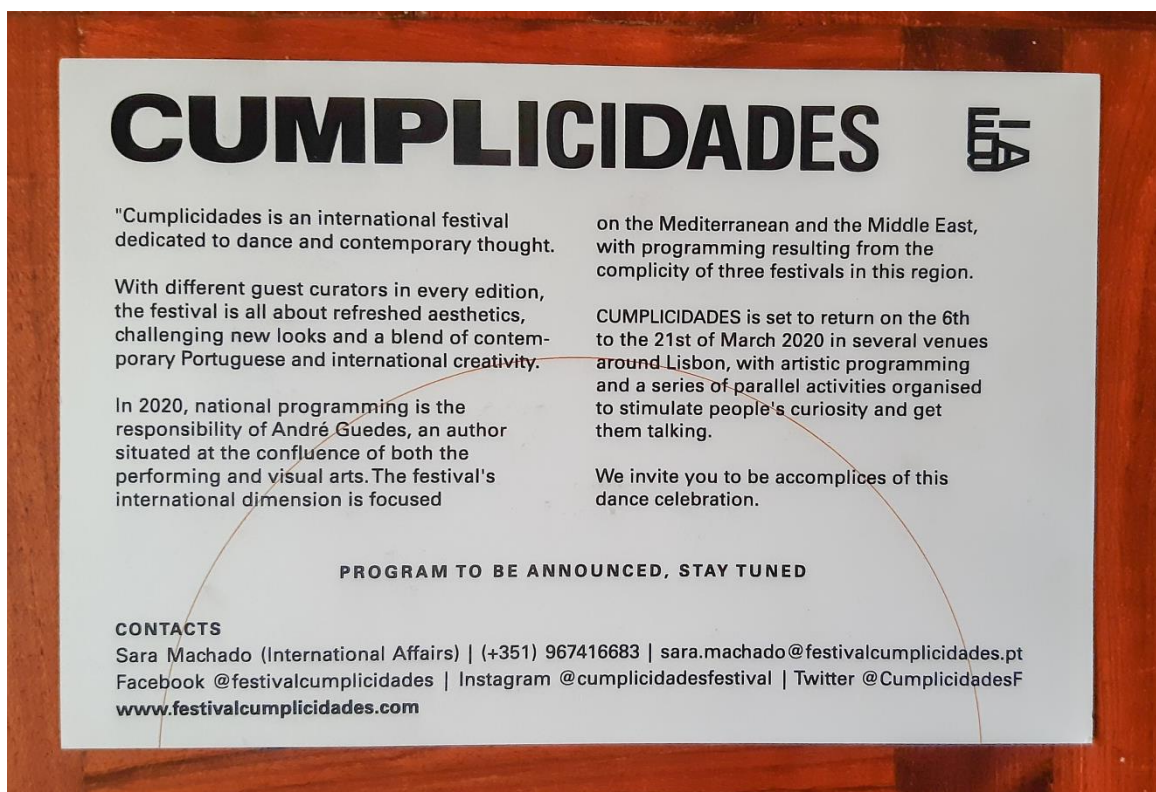 CUMPLICIDADES
"Cumplicidades is an international festival
dedicated to dance and contemporary thought.
With different guest curators in every edition,
the festival is all about refreshed aesthetics,
challenging new looks and a blend of contem-
porary Portuguese and international creativity.
In 2020, national programming is the
responsibility of André Guedes, an author
situated at the confluence of both the
performing and visual arts. The festival's
international dimension is focused
on the Mediterranean and the Middle East,
with programming resulting from the
complicity of three festivals in this region.
CUMPLICIDADES is set to return on the 6th
to the 21st of March 2020 in several venues
around Lisbon, with artistic programming
and a series of parallel activities organised
to stimulate people's curiosity and get
them talking.
We invite you to be accomplices of this
dance celebration.
PROGRAM TO BE ANNOUNCED, STAY TUNED
CONTACTS
Sara Machado (International Affairs) | (+351) 967416683 | sara.machado@festivalcumplicidades.pt
Facebook @festivalcumplicidades | Instagram @cumplicidadesfestival | Twitter @CumplicidadesF
www.festivalcumplicidades.com